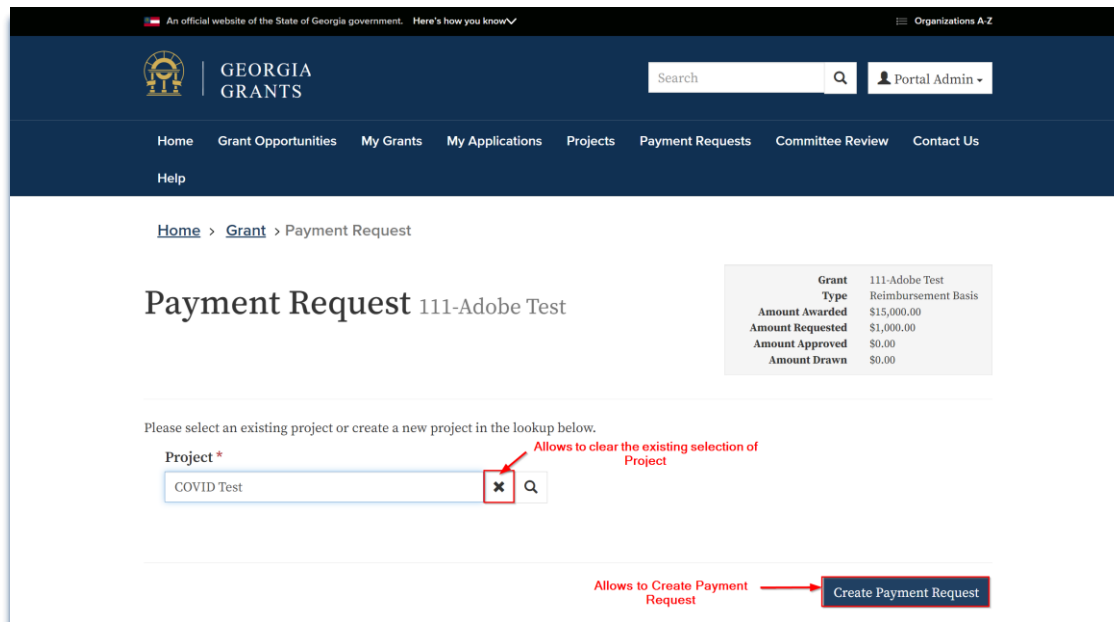 An official website of the State of Georgia government. Here's how you know
Organizations A-Z
GEORGIA
GRANTS
Search
Portal Admin
Home Grant Opportunities My Grants My Applications Projects Payment Requests Committee Review Contact Us
Help
Home > Grant > Payment Request
Payment Request 111-Adobe Test
Grant 111-Adobe Test
Type Reimbursement Basis
Amount Awarded $15,000.00
Amount Requested $1,000.00
Amount Approved $0.00
Amount Drawn $0.00
Please select an existing project or create a new project in the lookup below.
Allows to clear the existing selection of
Project
Project *
COVID Test
Allows to Create Payment
Request
Create Payment Request